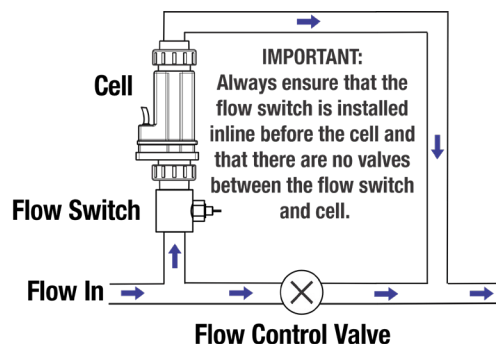 IMPORTANT:
Always ensure that the
flow switch is installed
inline before the cell and
that there are no valves
between the flow switch
and cell.
Cell
Flow Switch
Flow In
Flow Control Valve